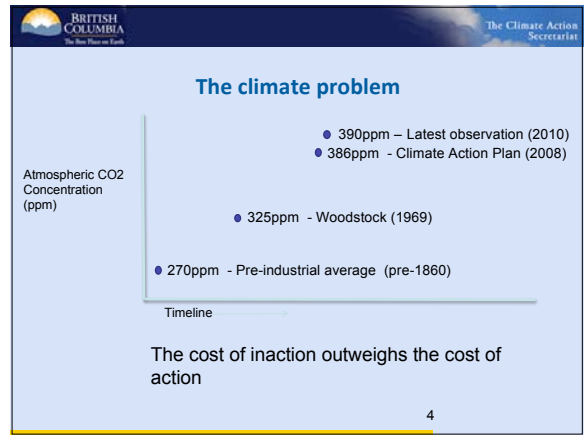 BRITISH
COLUMBIA
The Best Place on Earth
The Climate Action
Secretariat
The climate problem
390ppm – Latest observation (2010)
386ppm - Climate Action Plan (2008)
Atmospheric CO2
Concentration
(ppm)
325ppm - Woodstock (1969)
270ppm - Pre-industrial average (pre-1860)
Timeline
The cost of inaction outweighs the cost of
action
4